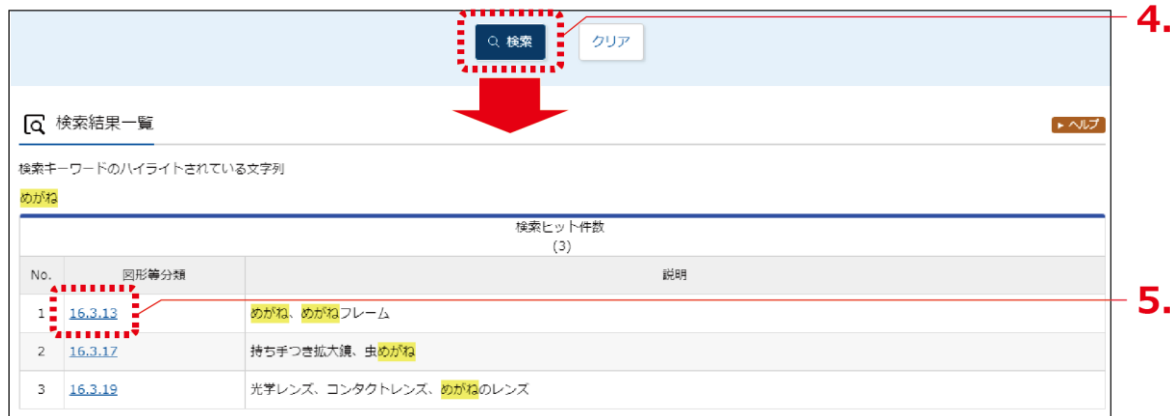 検索 クリア 4.
検索結果一覧 ヘルプ
検索キーワードのハイライトされている文字列
めがね
検索ヒット件数
(3)
No. 図形等分類 説明
1 16.3.13 めがね、めがねフレーム 5.
2 16.3.17 持ち手つき拡大鏡、虫めがね
3 16.3.19 光学レンズ、コンタクトレンズ、めがねのレンズ